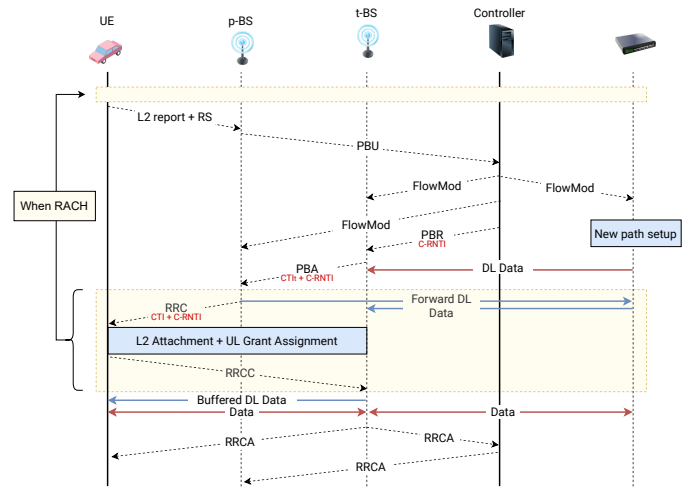 UE
p-BS
t-BS
Controller
L2 report + RS
PBU
FlowMod
FlowMod
When RACH
FlowMod
PBR
C-RNTI
New path setup
PBA
CTIt + C-RNTI
DL Data
RRC
CTI + C-RNTI
Forward DL
Data
L2 Attachment + UL Grant Assignment
RRCC
Buffered DL Data
Data
Data
RRCA
RRCA
RRCA